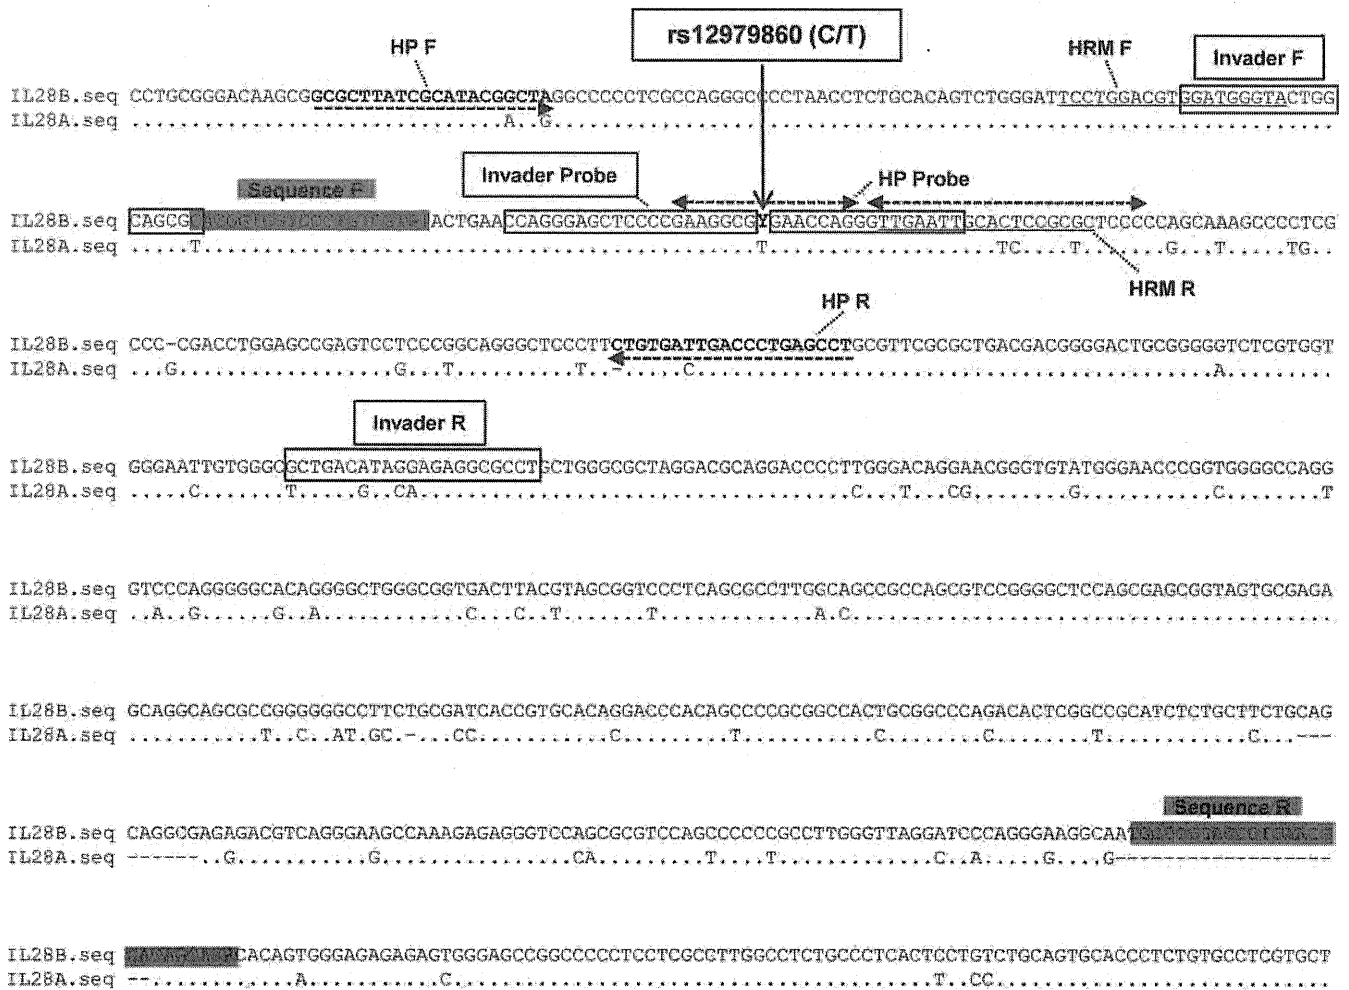 rs12979860 (C/T)
HP F
HRM F
Invader F
IL28B.seq CCTGCGGGACAAGCGGGCGCTTATCGCATACGGCTAGGCCCCCTCGCCAGGGCCCCTAACCTCTGCACAGTCTGGGATTCCTGGACGTGGATGGGTACTGG
IL28A.seq ...............................A..G.................................................................
Invader Probe
HP Probe
Sequence F
IL28B.seq CAGCG ACTGAACCAGGGAGCTCCCCGAAGGCGYGAACCAGGGTTGAATTGCACTCCGCGCTCCCCCAGCAAAGCCCCTCG
IL28A.seq .....T..............................................T...................TC....T.......G...T.....TG..
HRM R
HP R
IL28B.seq CCC-CGACCTGGAGCCGAGTCCTCCCGGCAGGGCTCCCTTCTGTGATTGACCCTGAGCCTGCGTTCGCGCTGACGACGGGGACTGCGGGGGTCTCGTGGT
IL28A.seq ...G..................G...T..........T..-.....C...........................................A.........
Invader R
IL28B.seq GGGAATTGTGGGCGCTGACATAGGAGAGGCGCCTGCTGGGCGCTAGGACGCAGGACCCCTTGGGACAGGAACGGGTGTATGGGAACCCGGTGGGGCCAGG
IL28A.seq .....C.......T.....G..CA....................................C...T...CG........G...........C........T
IL28B.seq GTCCCAGGGGGCACAGGGGCTGGGCGGTGACTTACGTAGCGGTCCCTCAGCGCCTTGGCAGCCGCCAGCGTCCGGGGCTCCAGCGAGCGGTAGTGCGAGA
IL28A.seq ..A..G......G..A............C...C..T.......T.............A.C........................................
IL28B.seq GCAGGCAGCGCCGGGGGGCCTTCTGCGATCACCGTGCACAGGACCCACAGCCCCGCGGCCACTGCGGCCCAGACACTCGGCCGCATCTCTGCTTCTGCAG
IL28A.seq ...........T..C..AT.GC.-...CC...........C.........T...........C........C........T............C...---
Sequence R
IL28B.seq CAGGCGAGAGACGTCAGGGAAGCCAAAGAGAGGGTCCAGCGCGTCCAGCCCCCCGCCTTGGGTTAGGATCCCAGGGAAGGCAA
IL28A.seq ------..G...........G................CA.........T....T.............C..A.....G....G------------------
IL28B.seq CACAGTGGGAGAGAGAGTGGGAGCCGGCCCCCTCCTCGCGTTGGCCTCTGCCCTCACTCCTGTCTGCAGTGCACCCTCTGTGCCTCGTGCT
IL28A.seq --............A...........C........................................T..CC............................